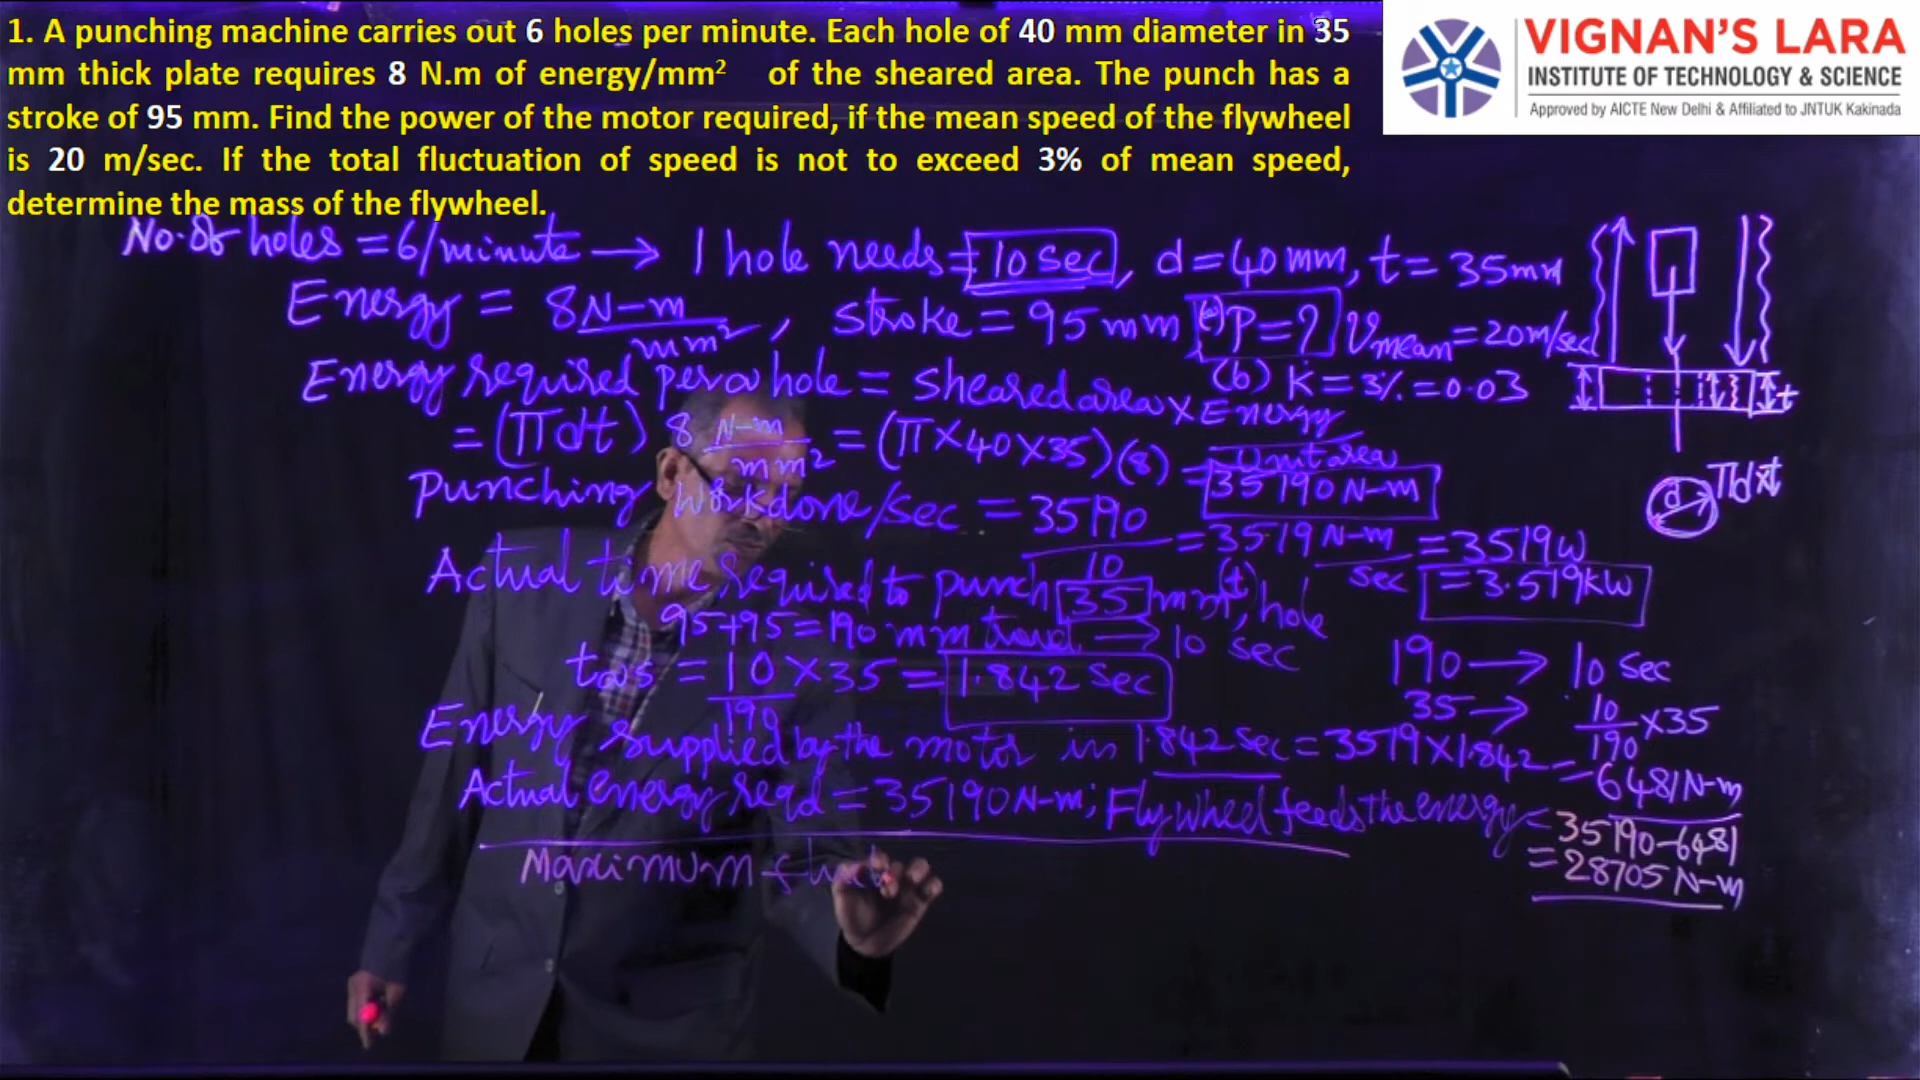 1. A punching machine carries out 6 holes per minute. Each hole of 40 mm diameter in 35
mm thick plate requires 8 N.m of energy/mm² of the sheared area. The punch has a
stroke of 95 mm. Find the power of the motor required, if the mean speed of the flywheel
is 20 m/sec. If the total fluctuation of speed is not to exceed 3% of mean speed,
determine the mass of the flywheel.
VIGNAN'S LARA
INSTITUTE OF TECHNOLOGY & SCIENCE
Approved by AICTE New Delhi & Affiliated to JNTUK Kakinada
No. of holes = 6/minute → 1 hole needs = 10 sec, d = 40mm, t = 35mm
Energy = 8 N-m/mm², stroke = 95 mm (a) P = ? Vmean = 20 m/sec
(b) K = 3% = 0.03
Energy required per hole = sheared area × Energy/Unit area
= (πdt) 8 N-m/mm² = (π×40×35)(8) = 35190 N-m
Punching workdone/sec = 35190/10 = 3519 N-m/sec = 3519 W
= 3.519 kW
Actual time required to punch 35 mm (t) hole
95+95 = 190 mm travel → 10 sec
= 10/190 × 35 = 1.842 sec
190 → 10 sec
35 → 10/190 × 35
Energy supplied by the motor in 1.842 sec = 3519 × 1.842 = 6481 N-m
Actual energy reqd = 35190 N-m; Flywheel feeds the energy = 35190-6481
= 28705 N-m
Maximum
t
d
πd×t